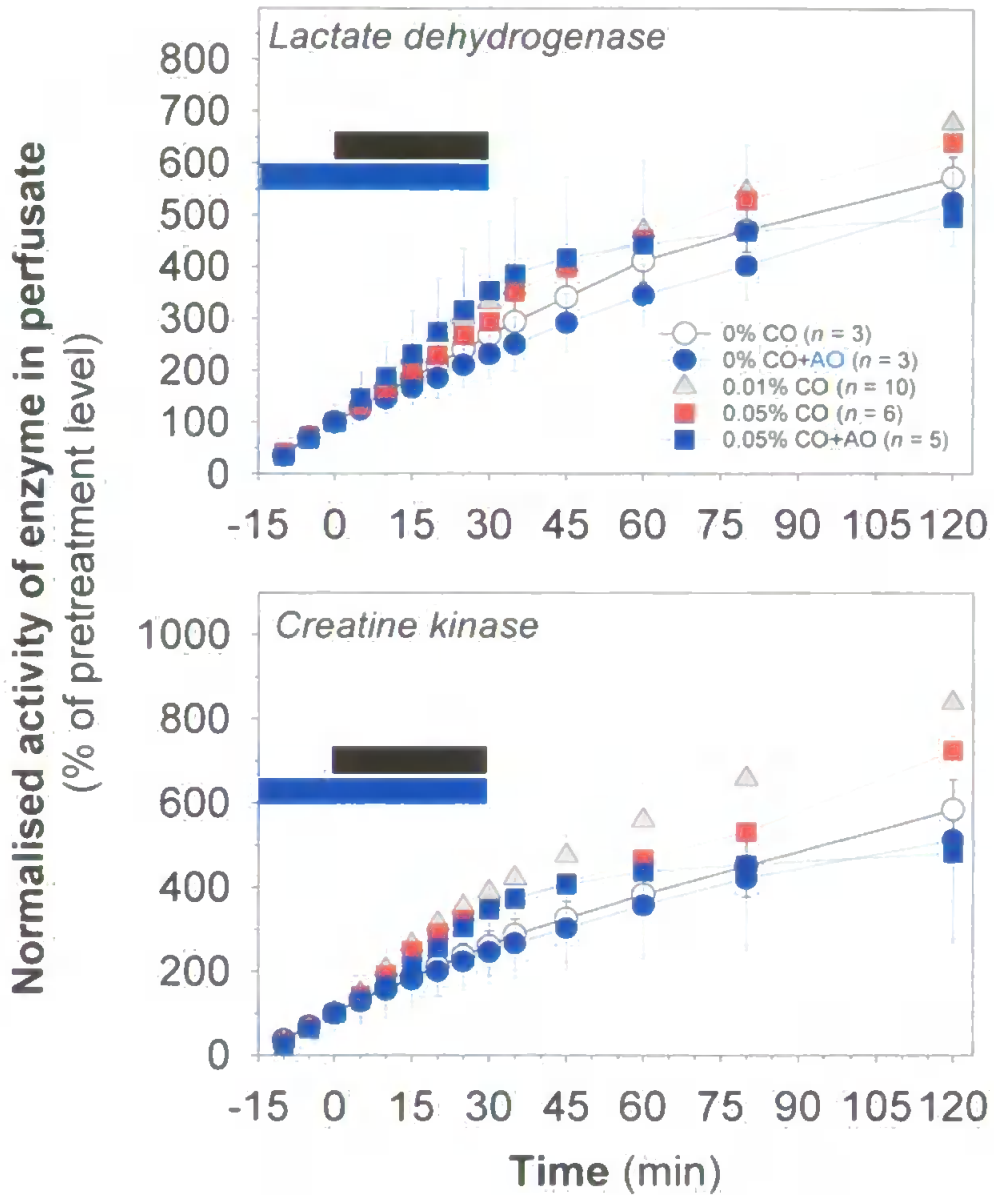 Normalised activity of enzyme in perfusate
(% of pretreatment level)
Lactate dehydrogenase
800
700
600
500
400
300
200
100
0
0% CO (n = 3)
0% CO+AO (n = 3)
0.01% CO (n = 10)
0.05% CO (n = 6)
0.05% CO+AO (n = 5)
-15 0 15 30 45 60 75 90 105 120
Creatine kinase
1000
800
600
400
200
0
-15 0 15 30 45 60 75 90 105 120
Time (min)